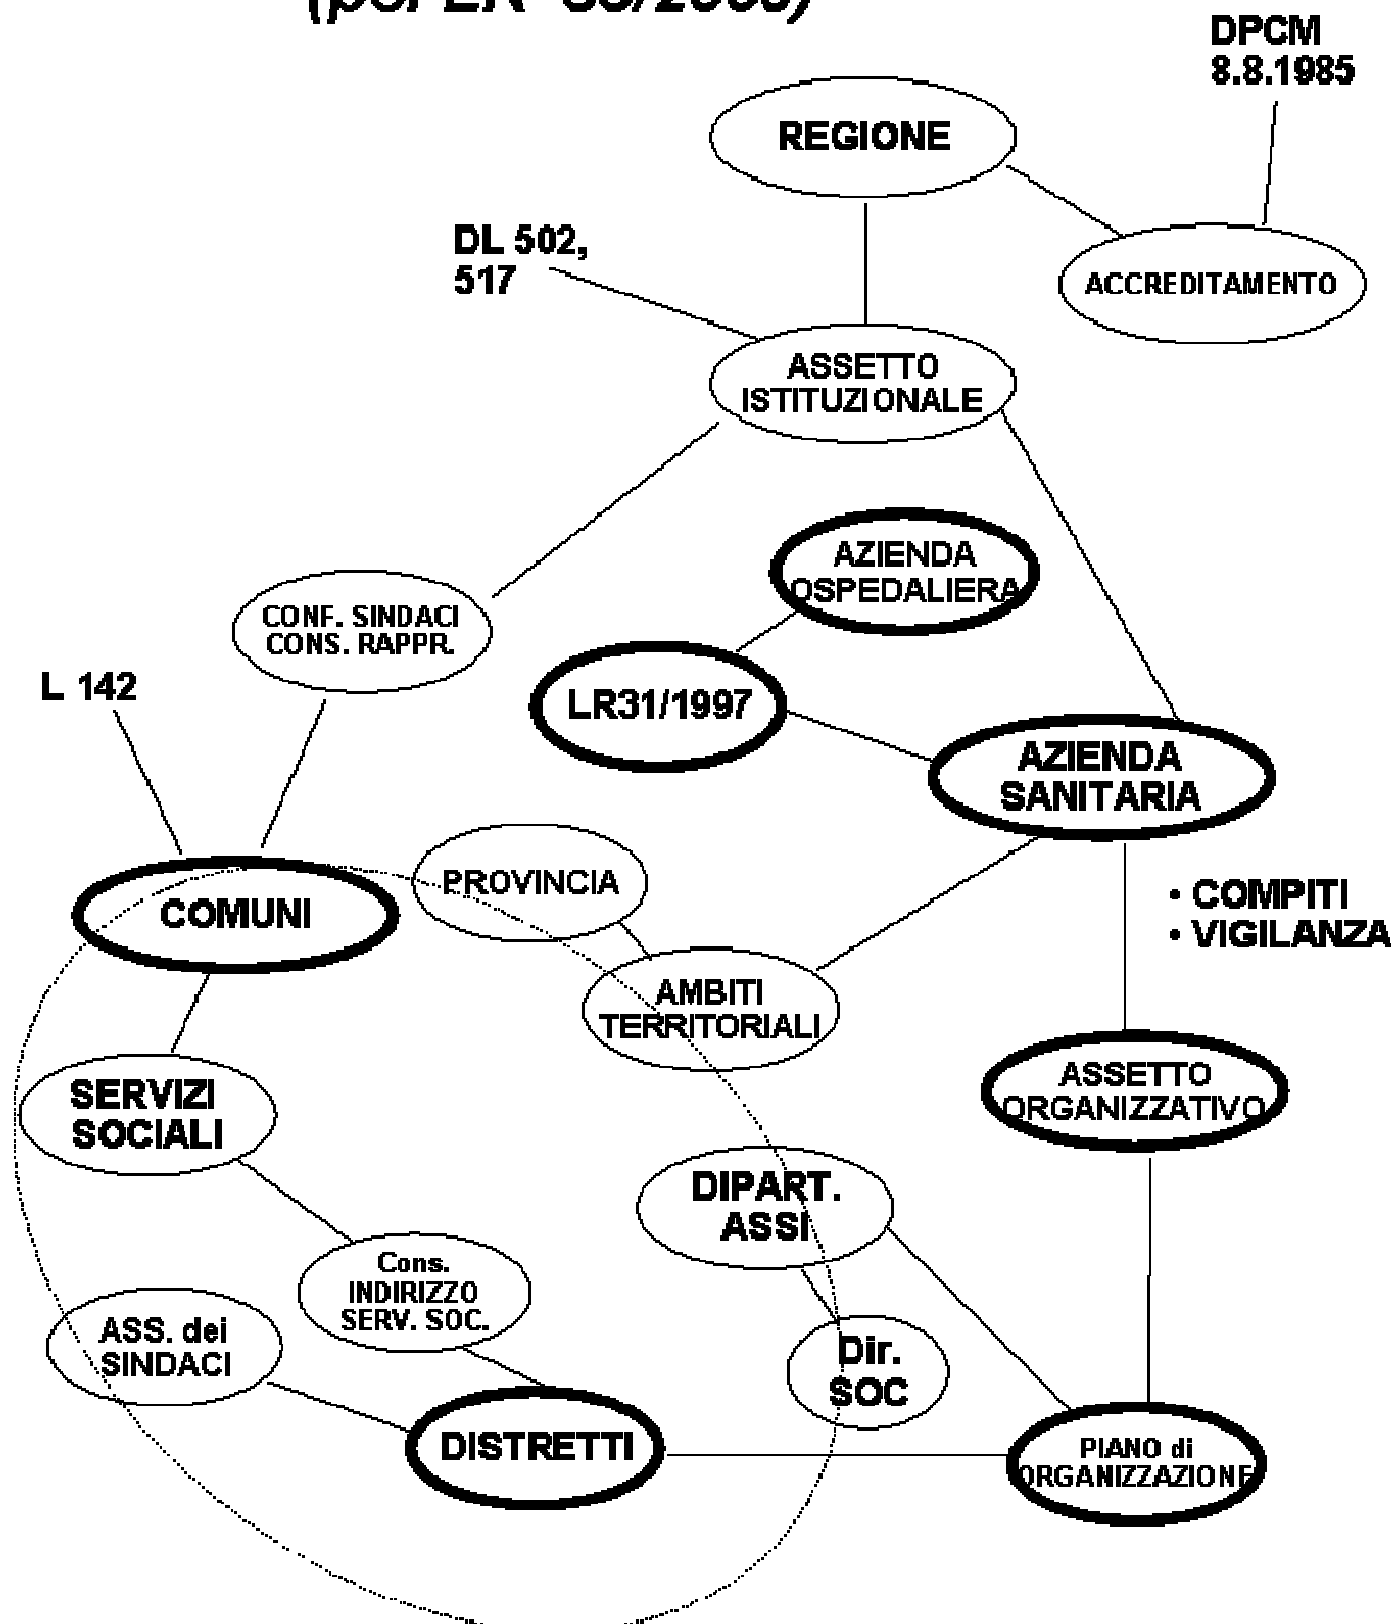 DPCM
8.8.1985
REGIONE
DL 502,
517
ACCREDITAMENTO
ASSETTO
ISTITUZIONALE
AZIENDA
OSPEDALIERA
CONF. SINDACI
CONS. RAPPR.
L 142
LR31/1997
AZIENDA
SANITARIA
PROVINCIA
COMUNI
• COMPITI
• VIGILANZA
AMBITI
TERRITORIALI
ASSETTO
ORGANIZZATIVO
SERVIZI
SOCIALI
DIPART.
ASSI
Cons.
INDIRIZZO
SERV. SOC.
ASS. dei
SINDACI
Dir.
SOC
DISTRETTI
PIANO di
ORGANIZZAZIONE